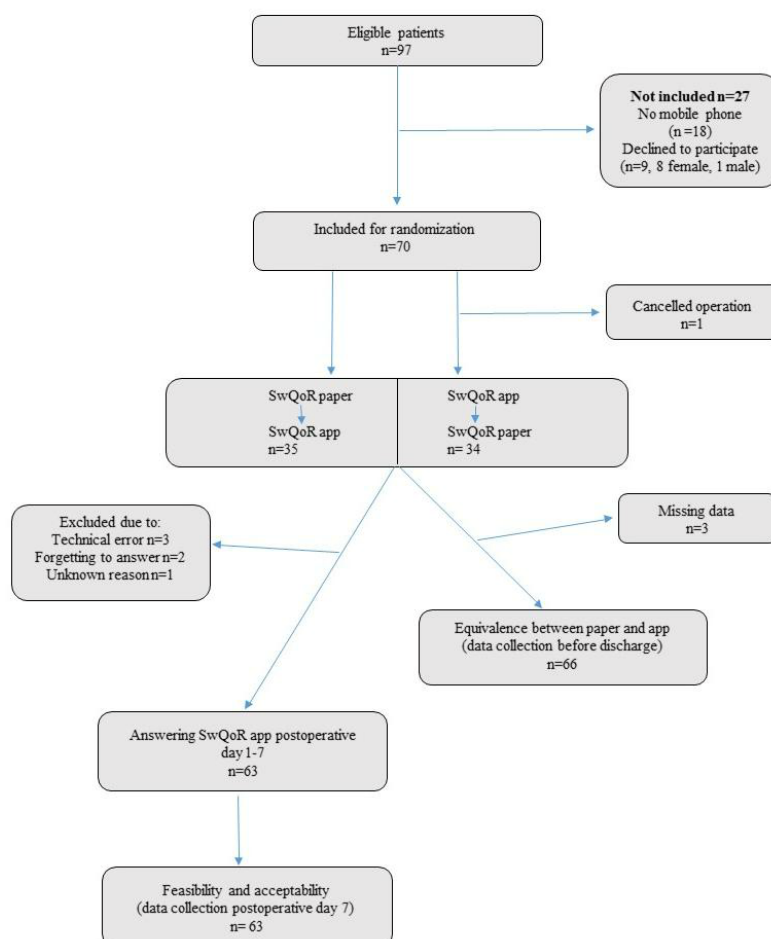 Eligible patients
n=97
Not included n=27
No mobile phone
(n =18)
Declined to participate
(n=9, 8 female, 1 male)
Included for randomization
n=70
Cancelled operation
n=1
SwQoR paper
SwQoR app
n=35
SwQoR app
SwQoR paper
n= 34
Excluded due to:
Technical error n=3
Forgetting to answer n=2
Unknown reason n=1
Missing data
n=3
Equivalence between paper and app
(data collection before discharge)
n=66
Answering SwQoR app postoperative
day 1-7
n=63
Feasibility and acceptability
(data collection postoperative day 7)
n= 63